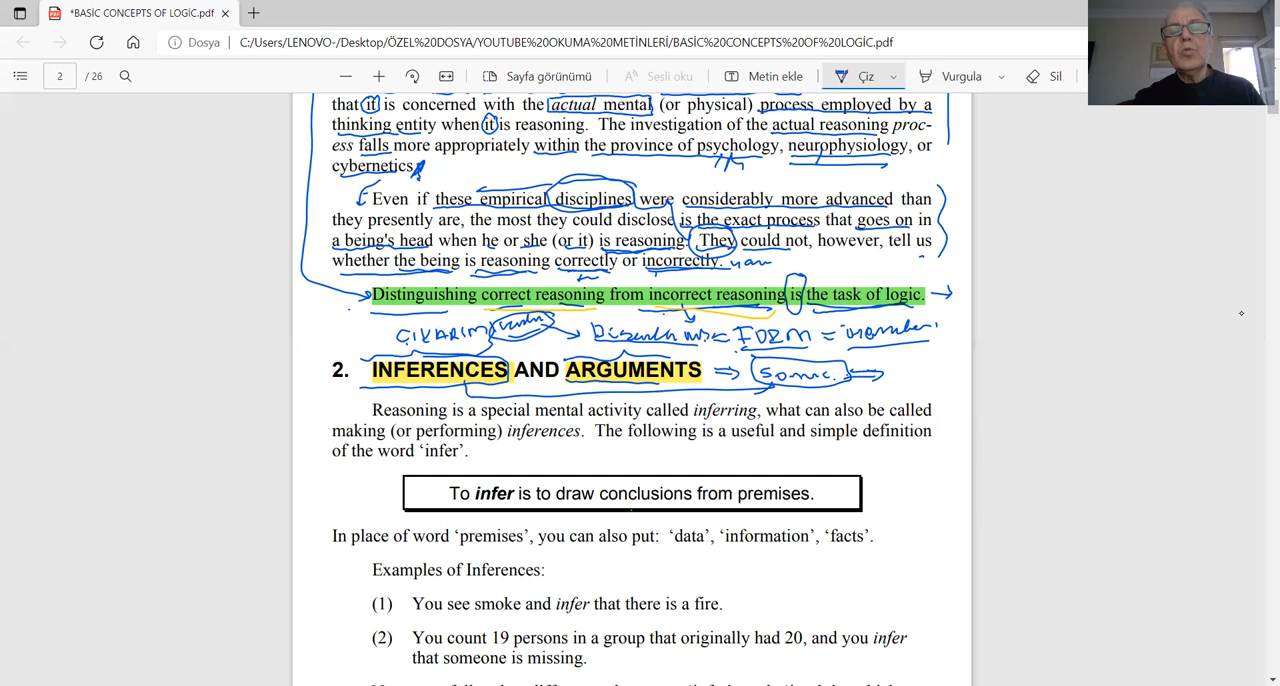 *BASİC CONCEPTS OF LOGİC.pdf
Dosya C:/Users/LENOVO-/Desktop/ÖZEL%20DOSYA/YOUTUBE%20OKUMA%20METİNLERİ/BASİC%20CONCEPTS%20OF%20LOGİC.pdf
2 / 26 Sayfa görünümü Sesli oku Metin ekle Çiz Vurgula Sil
that it is concerned with the actual mental (or physical) process employed by a
thinking entity when it is reasoning. The investigation of the actual reasoning proc-
ess falls more appropriately within the province of psychology, neurophysiology, or
cybernetics.
Even if these empirical disciplines were considerably more advanced than
they presently are, the most they could disclose is the exact process that goes on in
a being's head when he or she (or it) is reasoning. They could not, however, tell us
whether the being is reasoning correctly or incorrectly.
Distinguishing correct reasoning from incorrect reasoning is the task of logic.
ÇIKARIM FORM =
2. INFERENCES AND ARGUMENTS
Reasoning is a special mental activity called inferring, what can also be called
making (or performing) inferences. The following is a useful and simple definition
of the word ‘infer’.
To infer is to draw conclusions from premises.
In place of word ‘premises’, you can also put: ‘data’, ‘information’, ‘facts’.
Examples of Inferences:
(1) You see smoke and infer that there is a fire.
(2) You count 19 persons in a group that originally had 20, and you infer
that someone is missing.